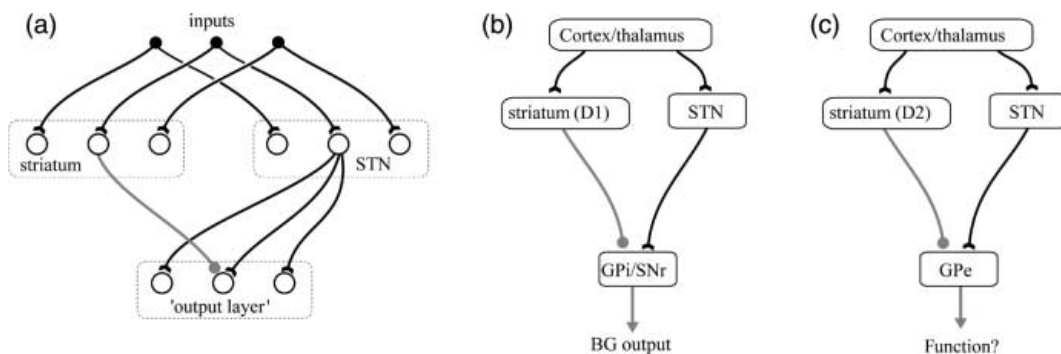 (a)
inputs
striatum
STN
'output layer'
(b)
Cortex/thalamus
striatum (D1)
STN
GPi/SNr
BG output
(c)
Cortex/thalamus
striatum (D2)
STN
GPe
Function?